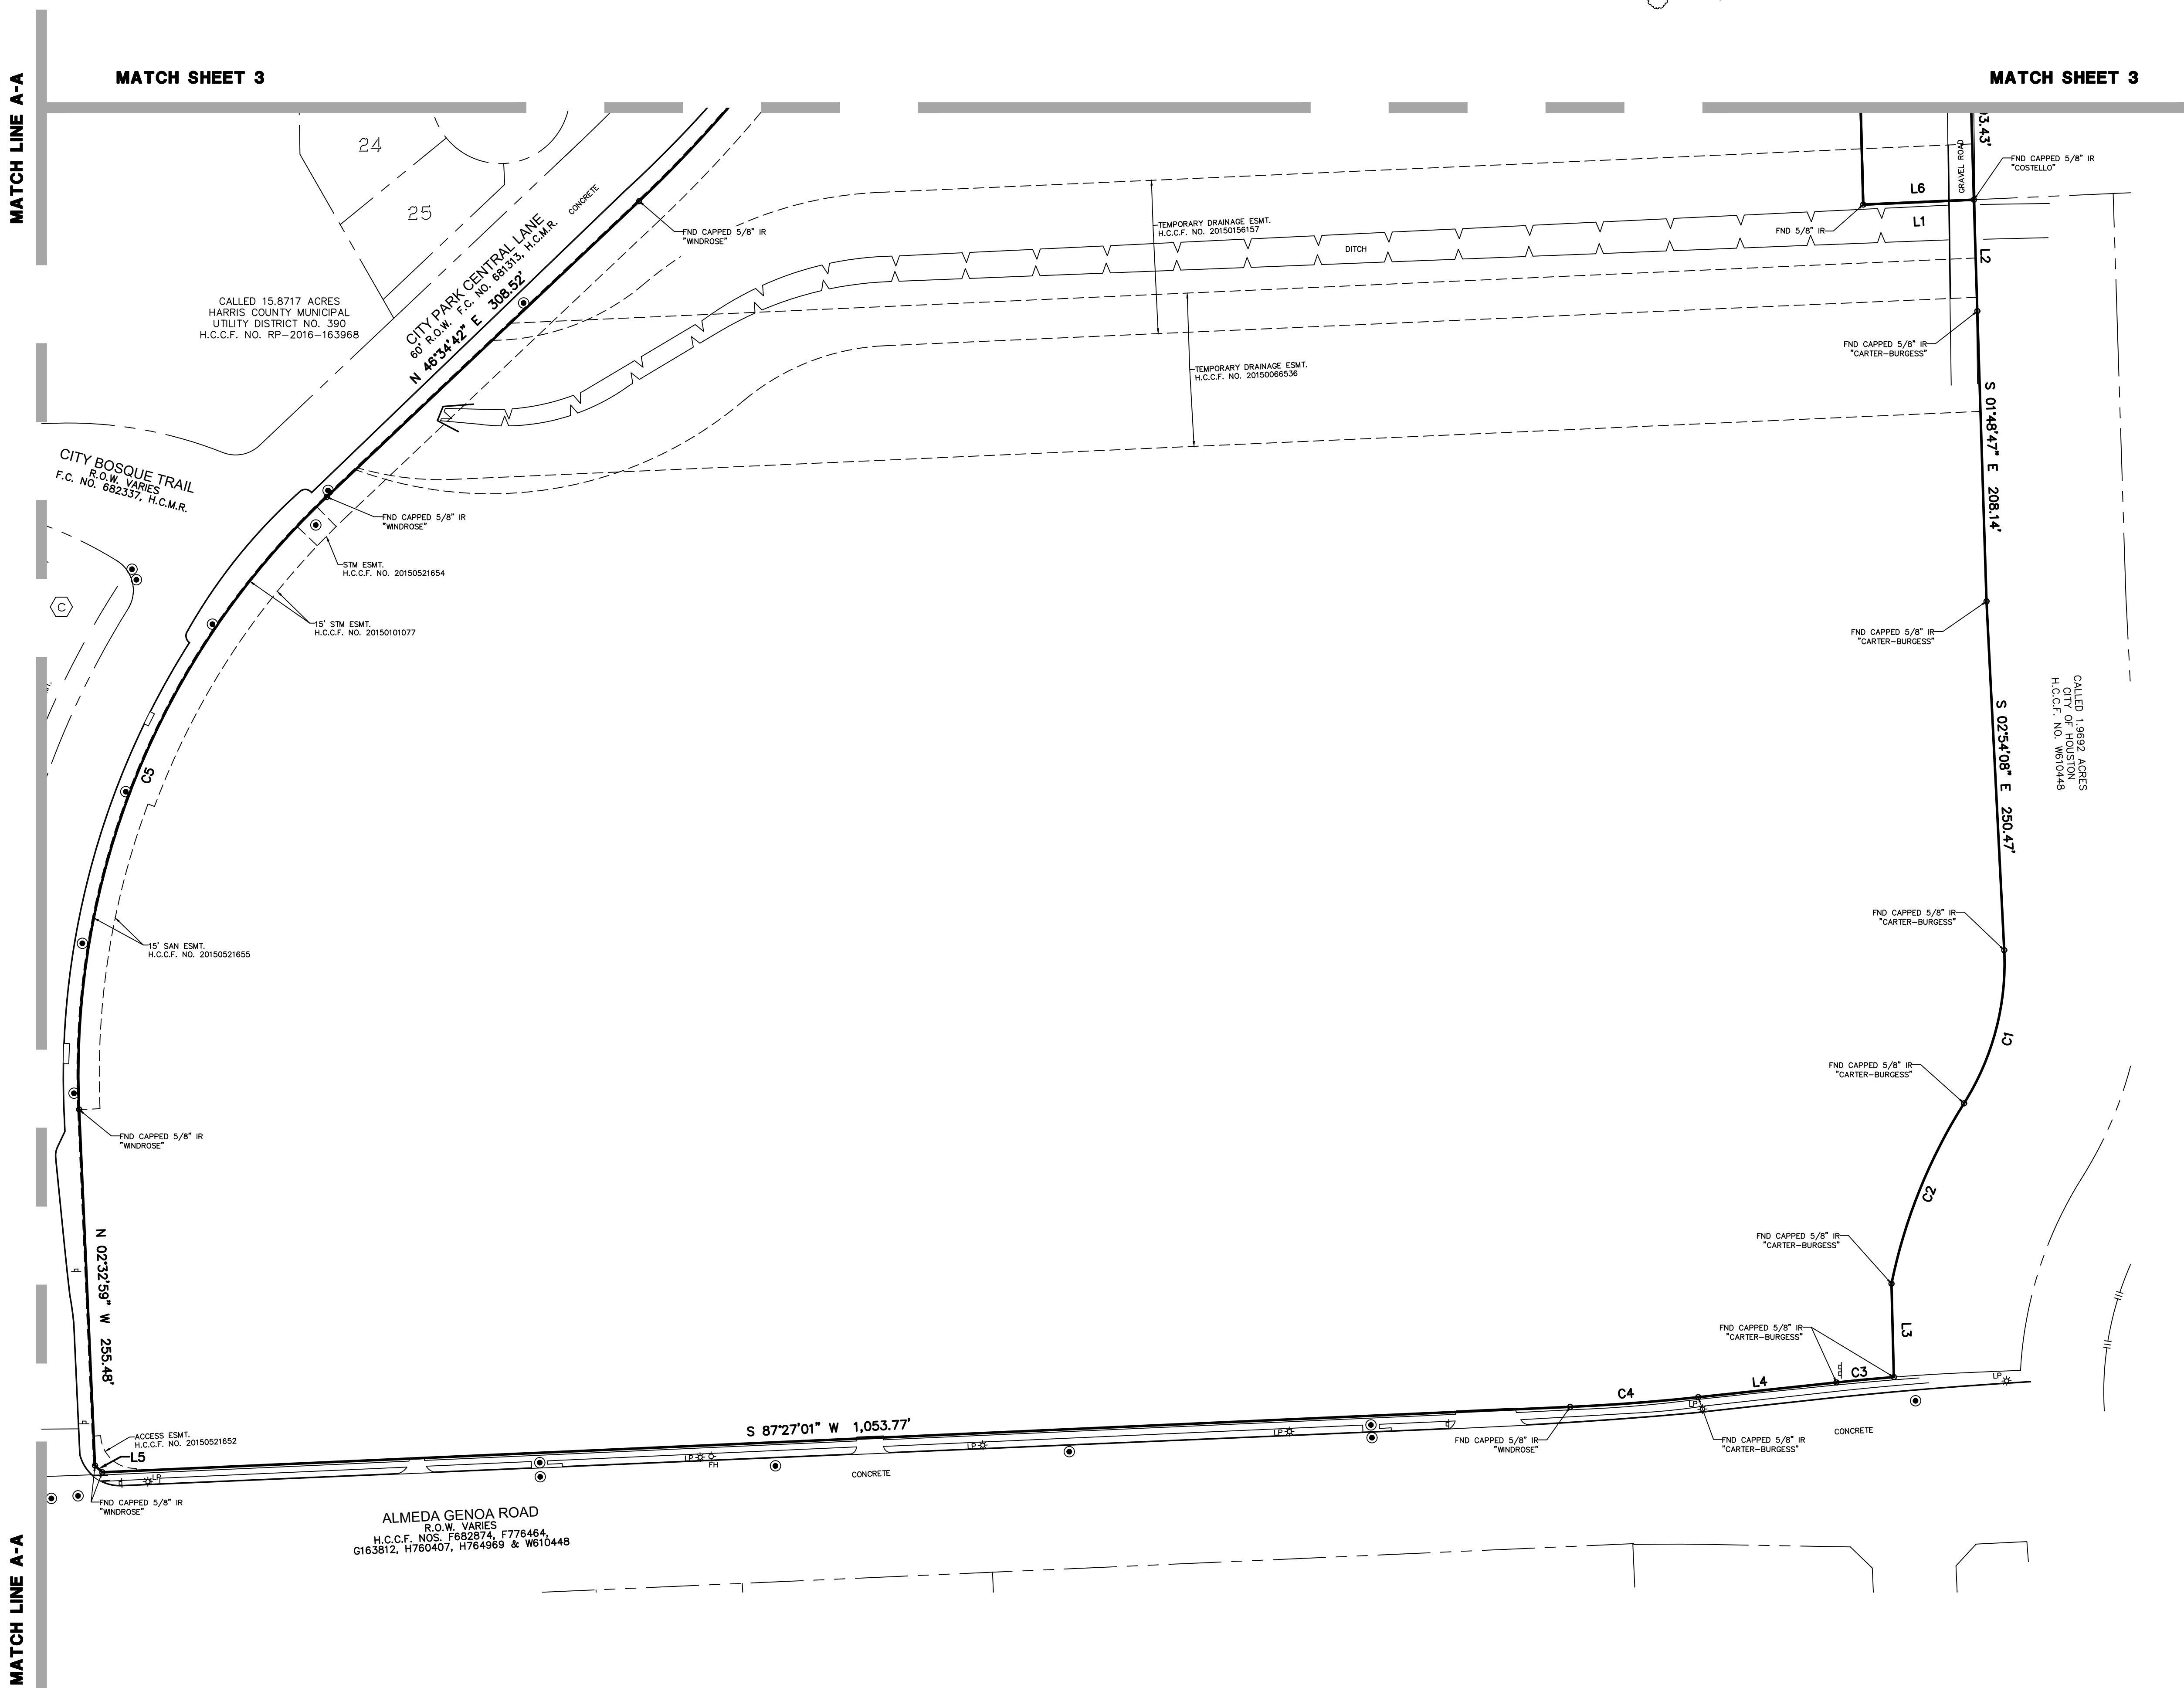 MATCH SHEET 3
MATCH SHEET 3
MATCH LINE A-A
24
25
CONCRETE
CITY PARK CENTRAL LANE
60' R.O.W. F.C. NO. 681313, H.C.M.R.
N 46°34'42" E 308.52'
FND CAPPED 5/8" IR
"WINDROSE"
CALLED 15.8717 ACRES
HARRIS COUNTY MUNICIPAL
UTILITY DISTRICT NO. 390
H.C.C.F. NO. RP-2016-163968
TEMPORARY DRAINAGE ESMT.
H.C.C.F. NO. 20150156157
DITCH
TEMPORARY DRAINAGE ESMT.
H.C.C.F. NO. 20150066536
GRAVEL ROAD
3.43'
FND CAPPED 5/8" IR
"COSTELLO"
L6
L1
FND 5/8" IR
L2
FND CAPPED 5/8" IR
"CARTER-BURGESS"
S 01°48'47" E 208.14'
CITY BOSQUE TRAIL
R.O.W. VARIES
F.C. NO. 682337, H.C.M.R.
FND CAPPED 5/8" IR
"WINDROSE"
STM ESMT.
H.C.C.F. NO. 20150521654
C
15' STM ESMT.
H.C.C.F. NO. 20150101077
FND CAPPED 5/8" IR
"CARTER-BURGESS"
CALLED 1.9692 ACRES
CITY OF HOUSTON
H.C.C.F. NO. W610448
S 02°54'08" E 250.47'
C5
15' SAN ESMT.
H.C.C.F. NO. 20150521655
FND CAPPED 5/8" IR
"CARTER-BURGESS"
C1
FND CAPPED 5/8" IR
"CARTER-BURGESS"
FND CAPPED 5/8" IR
"WINDROSE"
C2
FND CAPPED 5/8" IR
"CARTER-BURGESS"
N 02°32'59" W 255.48'
L3
FND CAPPED 5/8" IR
"CARTER-BURGESS"
C3
L4
C4
LP
LP
S 87°27'01" W 1,053.77'
ACCESS ESMT.
H.C.C.F. NO. 20150521652
L5
LP
LP
LP
LP
FH
CONCRETE
CONCRETE
FND CAPPED 5/8" IR
"WINDROSE"
FND CAPPED 5/8" IR
"CARTER-BURGESS"
FND CAPPED 5/8" IR
"WINDROSE"
ALMEDA GENOA ROAD
R.O.W. VARIES
H.C.C.F. NOS. F682874, F776464,
G163812, H760407, H764969 & W610448
MATCH LINE A-A